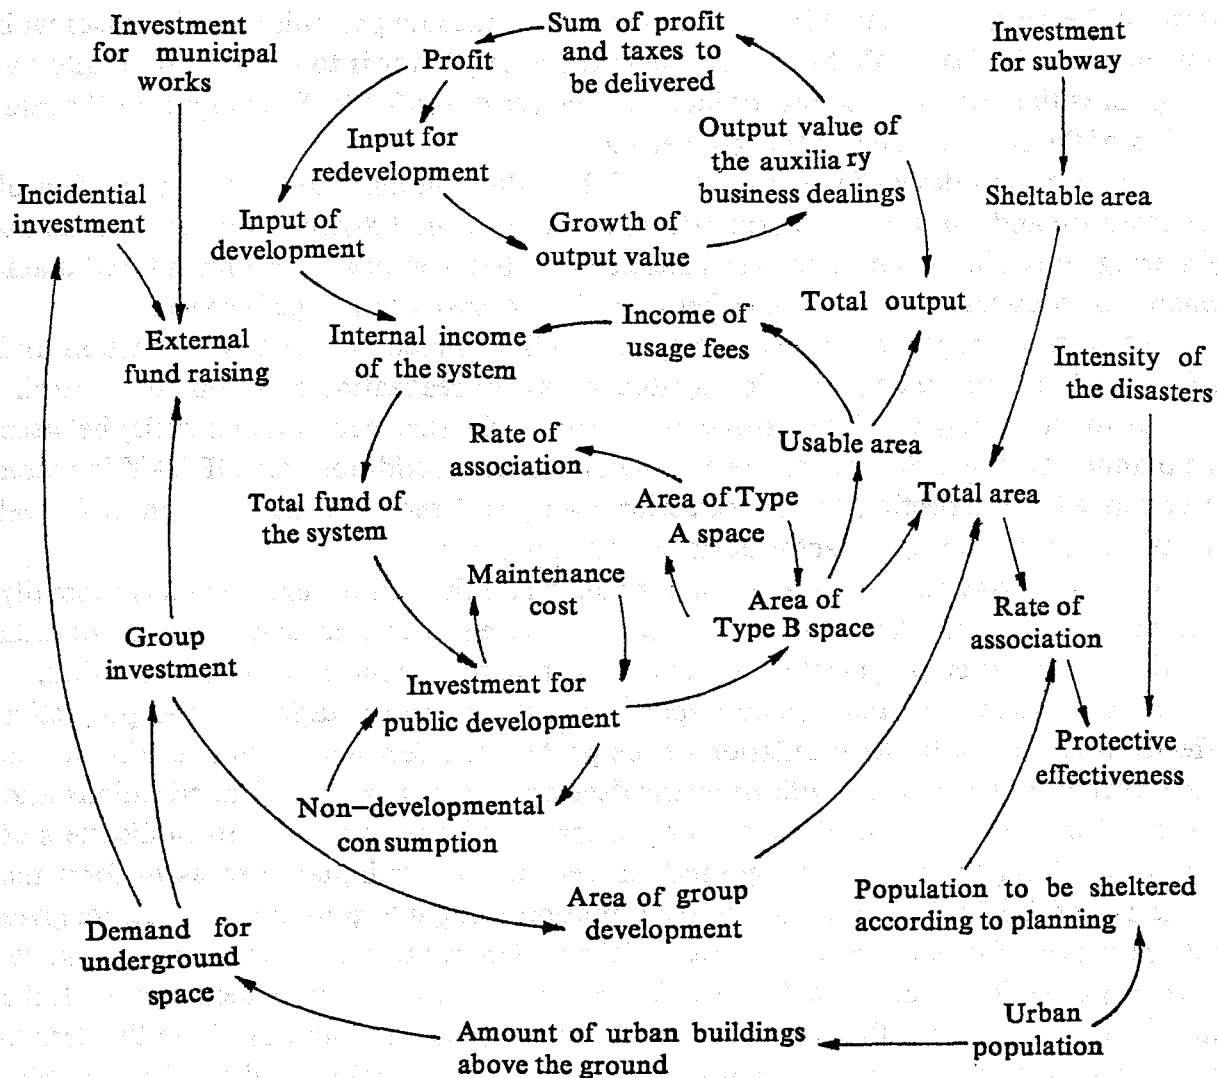 Investment
for municipal
works
Sum of profit
and taxes to
be delivered
Profit
Investment
for subway
Input for
redevelopment
Output value of
the auxiliary
business dealings
Incidential
investment
Sheltable area
Input of
development
Growth of
output value
Total output
External
fund raising
Internal income
of the system
Income of
usage fees
Intensity of
the disasters
Rate of
association
Usable area
Total fund of
the system
Area of Type
A space
Total area
Maintenance
cost
Area of
Type B space
Rate of
association
Group
investment
Investment for
public development
Protective
effectiveness
Non-developmental
consumption
Area of group
development
Population to be sheltered
according to planning
Demand for
underground
space
Urban
population
Amount of urban buildings
above the ground